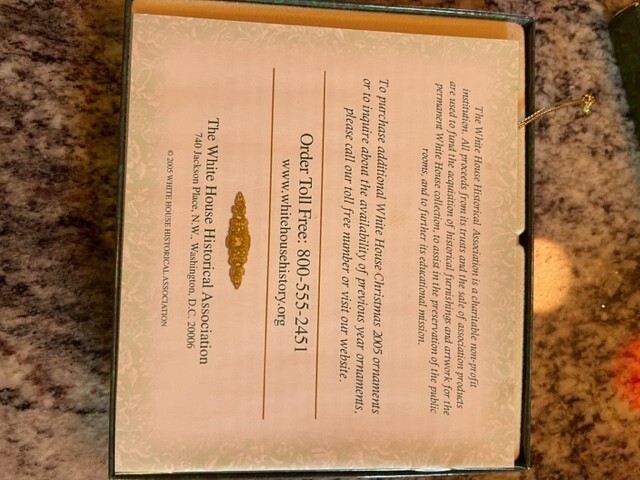 The White House Historical Association is a charitable non-profit
institution. All proceeds from its trusts and the sale of association products
are used to fund the acquisition of historical furnishings and artwork for the
permanent White House collection, to assist in the preservation of the public
rooms, and to further its educational mission.
To purchase additional White House Christmas 2005 ornaments
or to inquire about the availability of previous year ornaments,
please call our toll free number or visit our website.
Order Toll Free: 800-555-2451
www.whitehousehistory.org
The White House Historical Association
740 Jackson Place, N.W., Washington, D.C. 20006
© 2005 WHITE HOUSE HISTORICAL ASSOCIATION